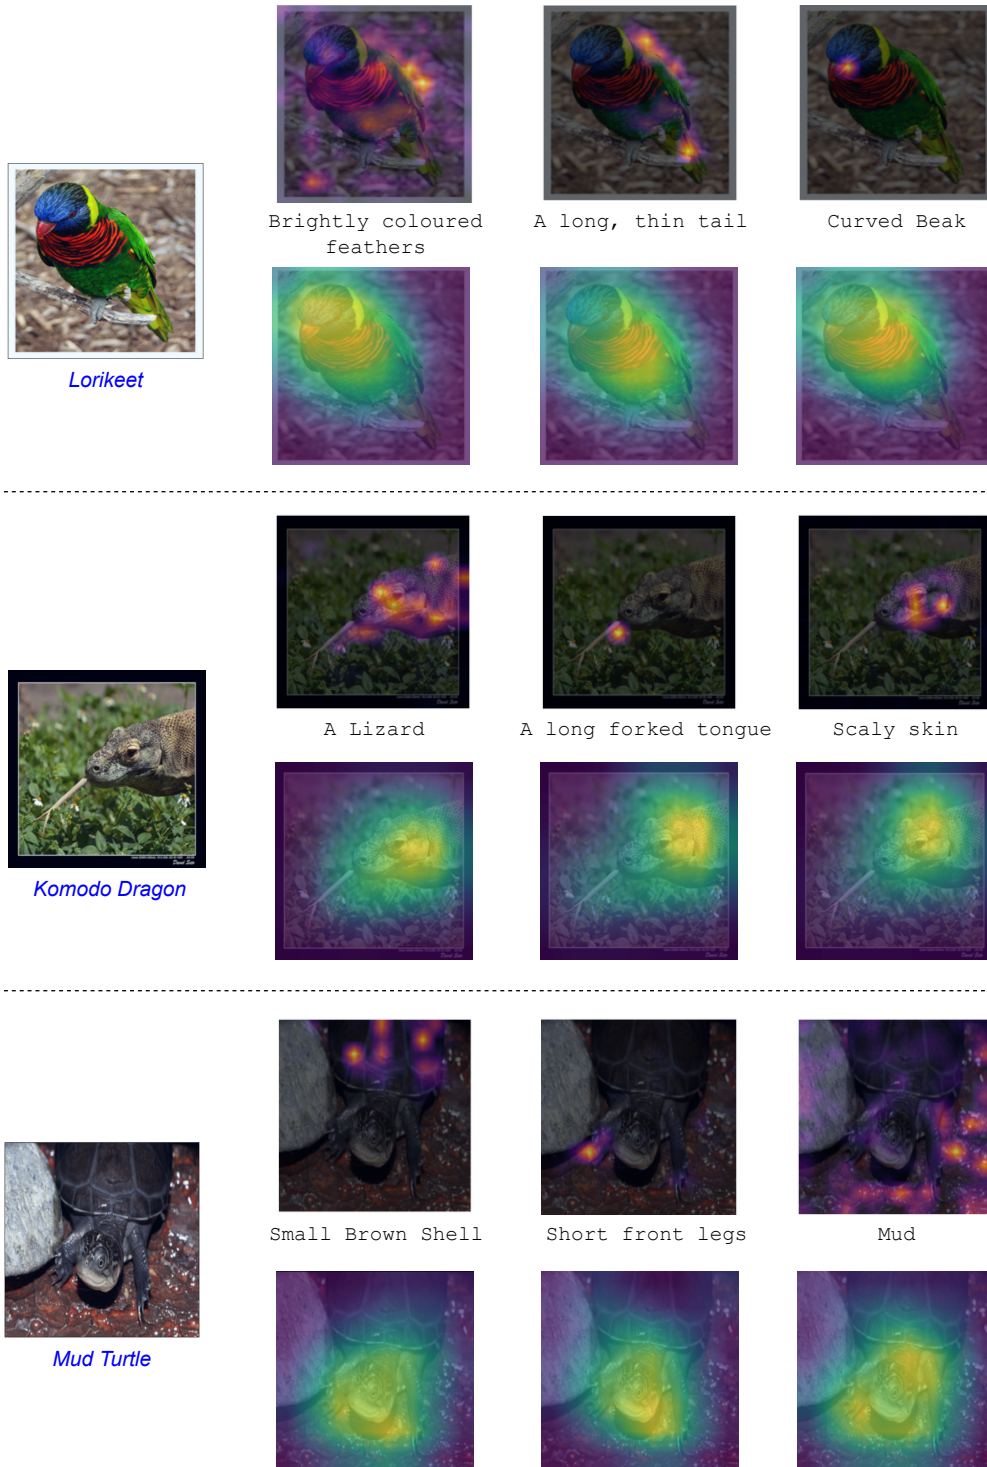 Brightly coloured
feathers
A long, thin tail
Curved Beak
Lorikeet
A Lizard
A long forked tongue
Scaly skin
Komodo Dragon
Small Brown Shell
Short front legs
Mud
Mud Turtle